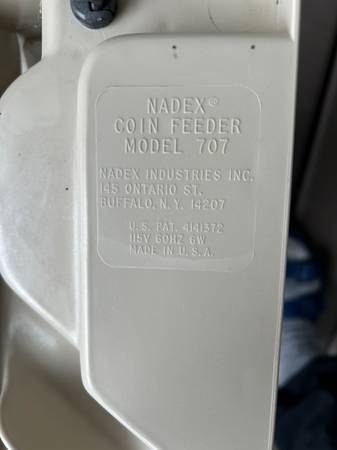 NADEX®
COIN FEEDER
MODEL 707
NADEX INDUSTRIES INC.
145 ONTARIO ST.
BUFFALO, N.Y. 14207
U.S. PAT. 4141372
115V 60HZ 6W
MADE IN U.S.A.